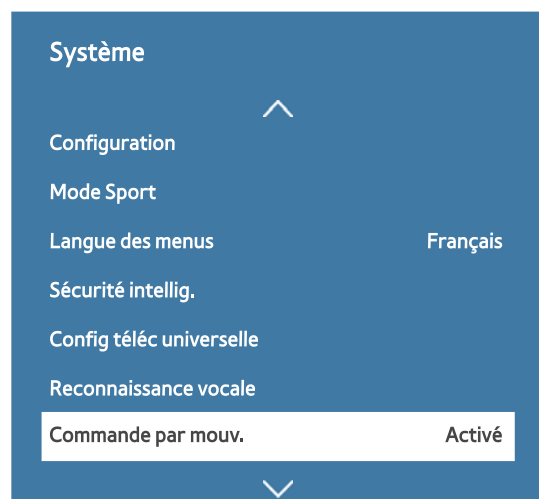 Système
Configuration
Mode Sport
Langue des menus Français
Sécurité intellig.
Config téléc universelle
Reconnaissance vocale
Commande par mouv. Activé